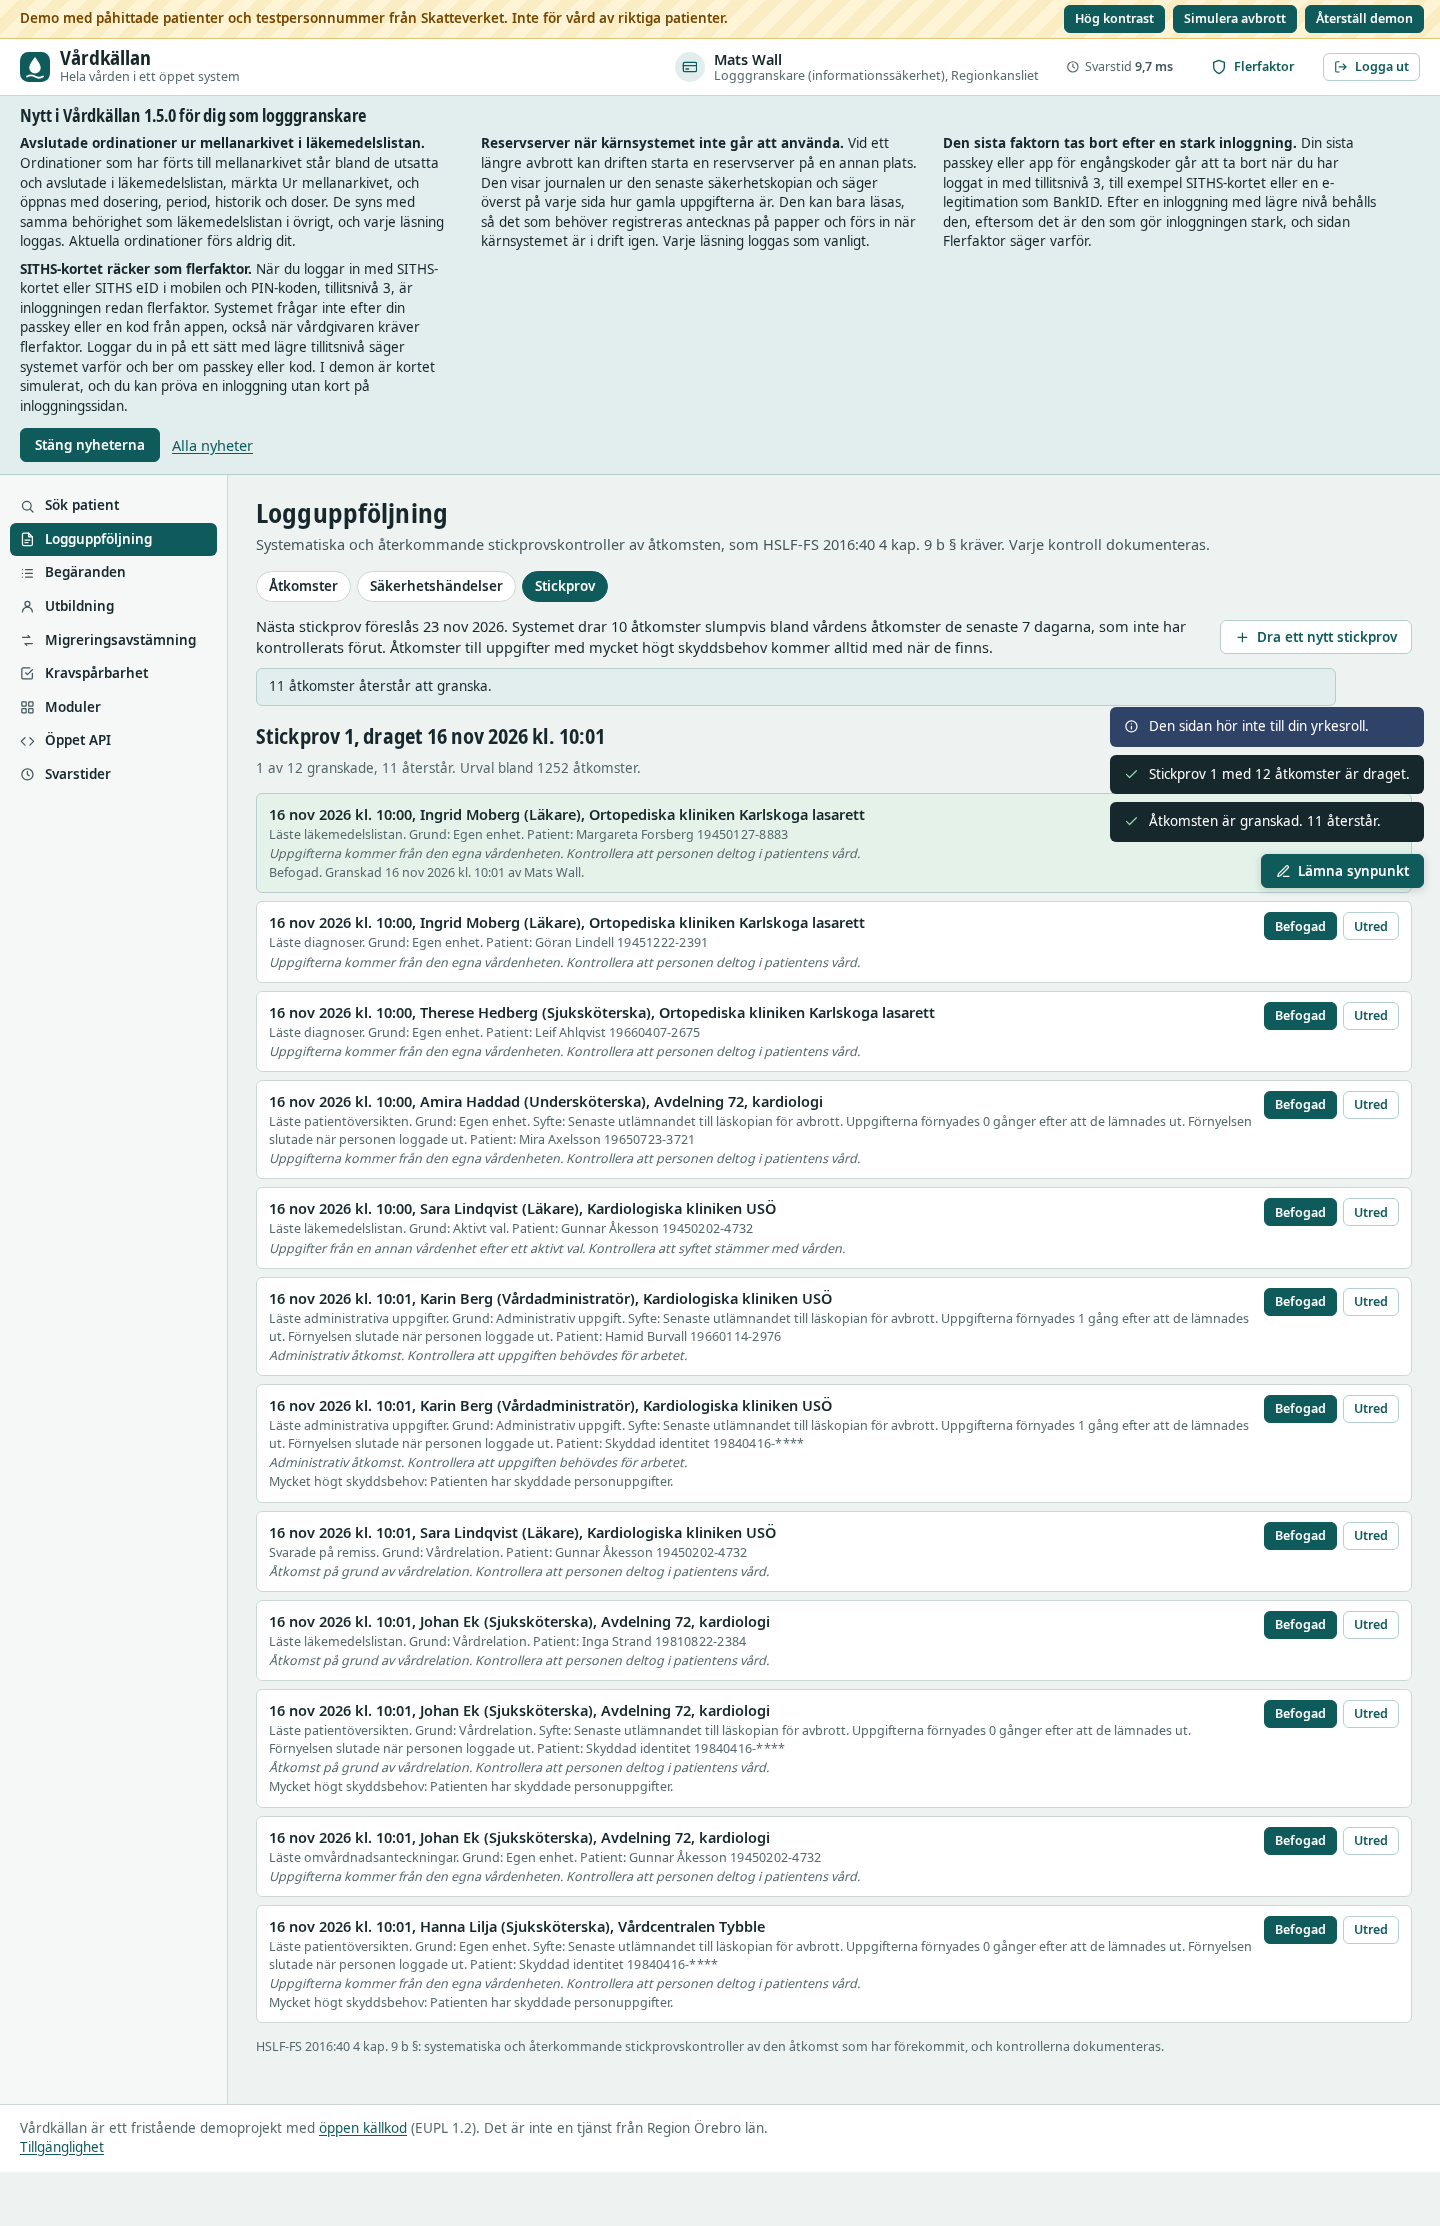 Demo med påhittade patienter och testpersonnummer från Skatteverket. Inte för vård av riktiga patienter.
Hög kontrast
Simulera avbrott
Återställ demon
Vårdkällan
Hela vården i ett öppet system
Mats Wall
Logggranskare (informationssäkerhet), Regionkansliet
Svarstid 9,7 ms
Flerfaktor
Logga ut
Nytt i Vårdkällan 1.5.0 för dig som logggranskare
Avslutade ordinationer ur mellanarkivet i läkemedelslistan.
Ordinationer som har förts till mellanarkivet står bland de utsatta
och avslutade i läkemedelslistan, märkta Ur mellanarkivet, och
öppnas med dosering, period, historik och doser. De syns med
samma behörighet som läkemedelslistan i övrigt, och varje läsning
loggas. Aktuella ordinationer förs aldrig dit.
Reservserver när kärnsystemet inte går att använda. Vid ett
längre avbrott kan driften starta en reservserver på en annan plats.
Den visar journalen ur den senaste säkerhetskopian och säger
överst på varje sida hur gamla uppgifterna är. Den kan bara läsas,
så det som behöver registreras antecknas på papper och förs in när
kärnsystemet är i drift igen. Varje läsning loggas som vanligt.
Den sista faktorn tas bort efter en stark inloggning. Din sista
passkey eller app för engångskoder går att ta bort när du har
loggat in med tillitsnivå 3, till exempel SITHS-kortet eller en e-
legitimation som BankID. Efter en inloggning med lägre nivå behålls
den, eftersom det är den som gör inloggningen stark, och sidan
Flerfaktor säger varför.
SITHS-kortet räcker som flerfaktor. När du loggar in med SITHS-
kortet eller SITHS eID i mobilen och PIN-koden, tillitsnivå 3, är
inloggningen redan flerfaktor. Systemet frågar inte efter din
passkey eller en kod från appen, också när vårdgivaren kräver
flerfaktor. Loggar du in på ett sätt med lägre tillitsnivå säger
systemet varför och ber om passkey eller kod. I demon är kortet
simulerat, och du kan pröva en inloggning utan kort på
inloggningssidan.
Stäng nyheterna
Alla nyheter
Sök patient
Logguppföljning
Begäranden
Utbildning
Migreringsavstämning
Kravspårbarhet
Moduler
Öppet API
Svarstider
Logguppföljning
Systematiska och återkommande stickprovskontroller av åtkomsten, som HSLF-FS 2016:40 4 kap. 9 b § kräver. Varje kontroll dokumenteras.
Åtkomster
Säkerhetshändelser
Stickprov
Nästa stickprov föreslås 23 nov 2026. Systemet drar 10 åtkomster slumpvis bland vårdens åtkomster de senaste 7 dagarna, som inte har
kontrollerats förut. Åtkomster till uppgifter med mycket högt skyddsbehov kommer alltid med när de finns.
Dra ett nytt stickprov
11 åtkomster återstår att granska.
Stickprov 1, draget 16 nov 2026 kl. 10:01
1 av 12 granskade, 11 återstår. Urval bland 1252 åtkomster.
Den sidan hör inte till din yrkesroll.
Stickprov 1 med 12 åtkomster är draget.
Åtkomsten är granskad. 11 återstår.
Lämna synpunkt
16 nov 2026 kl. 10:01, Ingrid Moberg (Läkare), Ortopediska kliniken Karlskoga lasarett
Läste läkemedelslistan. Grund: Egen enhet. Patient: Margareta Forsberg 19450127-8883
Uppgifterna kommer från den egna vårdenheten. Kontrollera att personen deltog i patientens vård.
Befogad. Granskad 16 nov 2026 kl. 10:01 av Mats Wall.
16 nov 2026 kl. 10:00, Ingrid Moberg (Läkare), Ortopediska kliniken Karlskoga lasarett
Läste diagnoser. Grund: Egen enhet. Patient: Göran Lindell 19451222-2391
Uppgifterna kommer från den egna vårdenheten. Kontrollera att personen deltog i patientens vård.
Befogad
Utred
16 nov 2026 kl. 10:00, Therese Hedberg (Sjuksköterska), Ortopediska kliniken Karlskoga lasarett
Läste diagnoser. Grund: Egen enhet. Patient: Leif Ahlqvist 19660407-2675
Uppgifterna kommer från den egna vårdenheten. Kontrollera att personen deltog i patientens vård.
Befogad
Utred
16 nov 2026 kl. 10:00, Amira Haddad (Undersköterska), Avdelning 72, kardiologi
Läste patientöversikten. Grund: Egen enhet. Syfte: Senaste utlämnandet till läskopian för avbrott. Uppgifterna förnyades 0 gånger efter att de lämnades ut. Förnyelsen
slutade när personen loggade ut. Patient: Mira Axelsson 19650723-3721
Uppgifterna kommer från den egna vårdenheten. Kontrollera att personen deltog i patientens vård.
Befogad
Utred
16 nov 2026 kl. 10:00, Sara Lindqvist (Läkare), Kardiologiska kliniken USÖ
Läste läkemedelslistan. Grund: Aktivt val. Patient: Gunnar Åkesson 19450202-4732
Uppgifter från en annan vårdenhet efter ett aktivt val. Kontrollera att syftet stämmer med vården.
Befogad
Utred
16 nov 2026 kl. 10:01, Karin Berg (Vårdadministratör), Kardiologiska kliniken USÖ
Läste administrativa uppgifter. Grund: Administrativ uppgift. Syfte: Senaste utlämnandet till läskopian för avbrott. Uppgifterna förnyades 1 gång efter att de lämnades
ut. Förnyelsen slutade när personen loggade ut. Patient: Hamid Burvall 19660114-2976
Administrativ åtkomst. Kontrollera att uppgiften behövdes för arbetet.
Befogad
Utred
16 nov 2026 kl. 10:01, Karin Berg (Vårdadministratör), Kardiologiska kliniken USÖ
Läste administrativa uppgifter. Grund: Administrativ uppgift. Syfte: Senaste utlämnandet till läskopian för avbrott. Uppgifterna förnyades 1 gång efter att de lämnades
ut. Förnyelsen slutade när personen loggade ut. Patient: Skyddad identitet 19840416-****
Administrativ åtkomst. Kontrollera att uppgiften behövdes för arbetet.
Mycket högt skyddsbehov: Patienten har skyddade personuppgifter.
Befogad
Utred
16 nov 2026 kl. 10:01, Sara Lindqvist (Läkare), Kardiologiska kliniken USÖ
Svarade på remiss. Grund: Vårdrelation. Patient: Gunnar Åkesson 19450202-4732
Åtkomst på grund av vårdrelation. Kontrollera att personen deltog i patientens vård.
Befogad
Utred
16 nov 2026 kl. 10:01, Johan Ek (Sjuksköterska), Avdelning 72, kardiologi
Läste läkemedelslistan. Grund: Vårdrelation. Patient: Inga Strand 19810822-2384
Åtkomst på grund av vårdrelation. Kontrollera att personen deltog i patientens vård.
Befogad
Utred
16 nov 2026 kl. 10:01, Johan Ek (Sjuksköterska), Avdelning 72, kardiologi
Läste patientöversikten. Grund: Vårdrelation. Syfte: Senaste utlämnandet till läskopian för avbrott. Uppgifterna förnyades 0 gånger efter att de lämnades ut.
Förnyelsen slutade när personen loggade ut. Patient: Skyddad identitet 19840416-****
Åtkomst på grund av vårdrelation. Kontrollera att personen deltog i patientens vård.
Mycket högt skyddsbehov: Patienten har skyddade personuppgifter.
Befogad
Utred
16 nov 2026 kl. 10:01, Johan Ek (Sjuksköterska), Avdelning 72, kardiologi
Läste omvårdnadsanteckningar. Grund: Egen enhet. Patient: Gunnar Åkesson 19450202-4732
Uppgifterna kommer från den egna vårdenheten. Kontrollera att personen deltog i patientens vård.
Befogad
Utred
16 nov 2026 kl. 10:01, Hanna Lilja (Sjuksköterska), Vårdcentralen Tybble
Läste patientöversikten. Grund: Egen enhet. Syfte: Senaste utlämnandet till läskopian för avbrott. Uppgifterna förnyades 0 gånger efter att de lämnades ut. Förnyelsen
slutade när personen loggade ut. Patient: Skyddad identitet 19840416-****
Uppgifterna kommer från den egna vårdenheten. Kontrollera att personen deltog i patientens vård.
Mycket högt skyddsbehov: Patienten har skyddade personuppgifter.
Befogad
Utred
HSLF-FS 2016:40 4 kap. 9 b §: systematiska och återkommande stickprovskontroller av den åtkomst som har förekommit, och kontrollerna dokumenteras.
Vårdkällan är ett fristående demoprojekt med öppen källkod (EUPL 1.2). Det är inte en tjänst från Region Örebro län.
Tillgänglighet